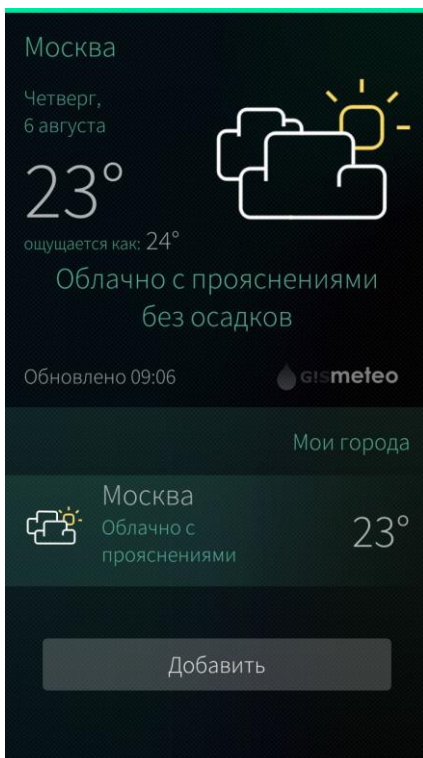 Москва
Четверг,
6 августа
23°
ощущается как: 24°
Облачно с прояснениями
без осадков
Обновлено 09:06
G!Smeteo
Мои города
Москва
Облачно с
прояснениями
23°
Добавить